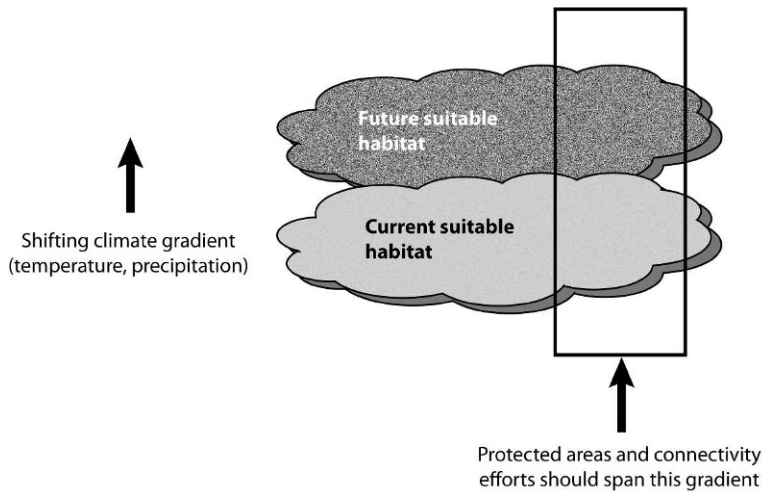 Future suitable
habitat
Current suitable
habitat
Shifting climate gradient
(temperature, precipitation)
Protected areas and connectivity
efforts should span this gradient